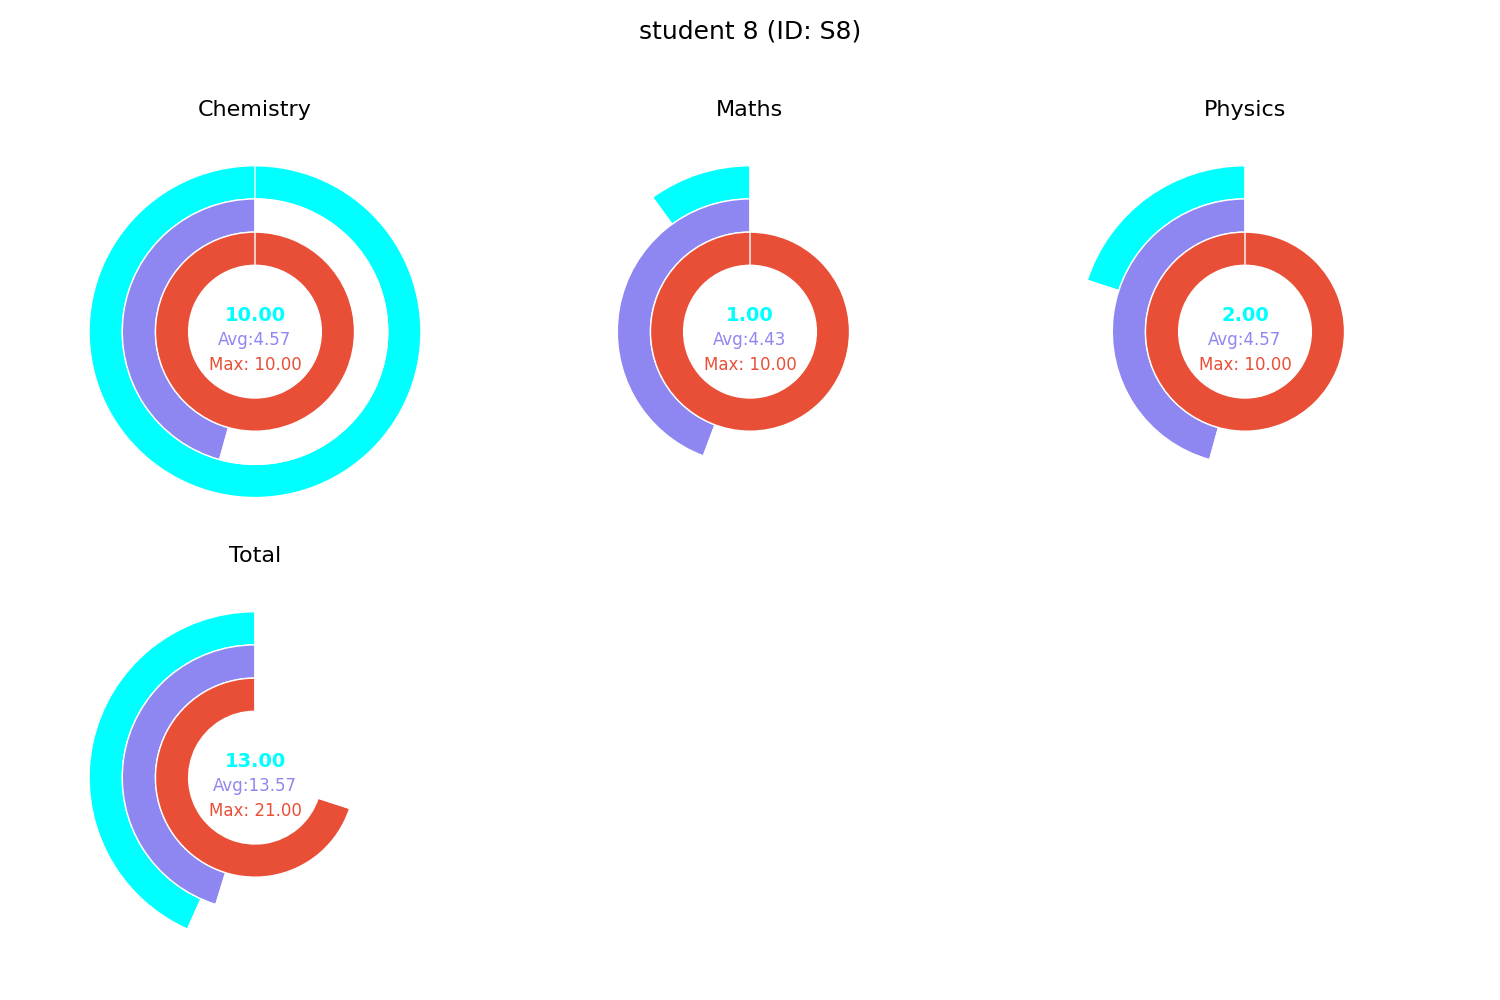 student 8 (ID: S8)
Chemistry
10.00
Avg:4.57
Max: 10.00
Maths
1.00
Avg:4.43
Max: 10.00
Physics
2.00
Avg:4.57
Max: 10.00
Total
13.00
Avg:13.57
Max: 21.00